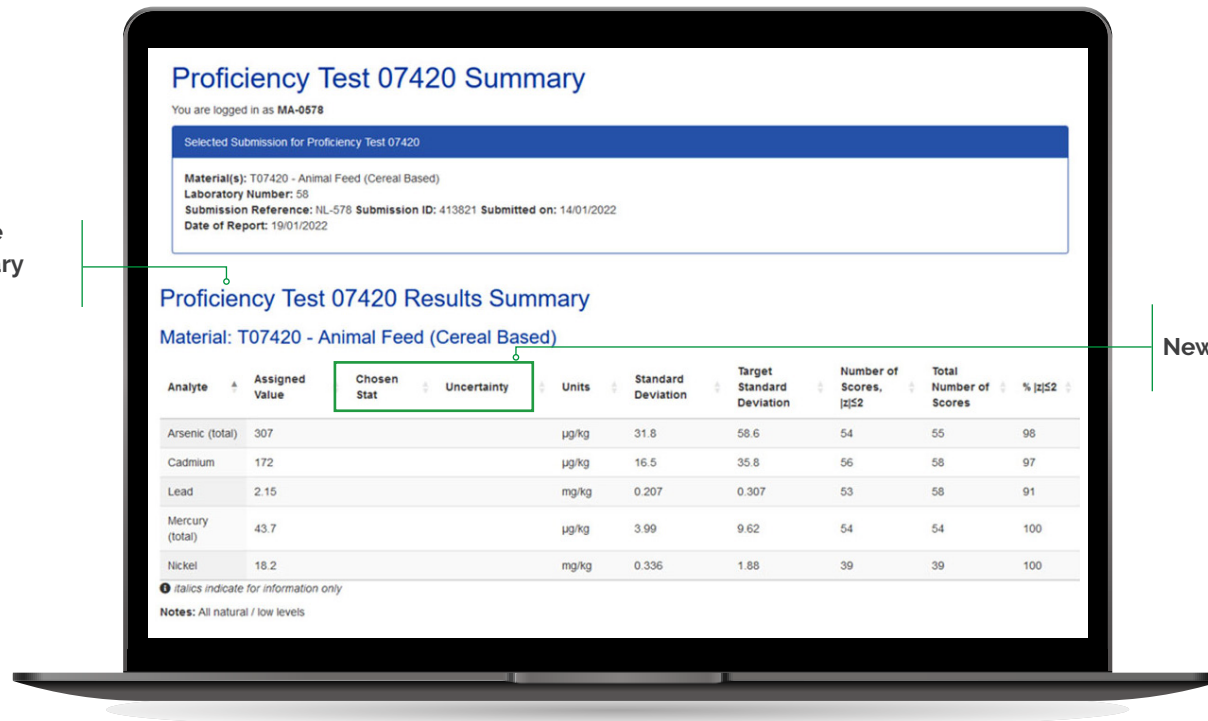 Proficiency Test 07420 Summary
You are logged in as MA-0578
Selected Submission for Proficiency Test 07420
Material(s): T07420 - Animal Feed (Cereal Based)
Laboratory Number: 58
Submission Reference: NL-578 Submission ID: 413821 Submitted on: 14/01/2022
Date of Report: 19/01/2022
Proficiency Test 07420 Results Summary
Material: T07420 - Animal Feed (Cereal Based)
New
Analyte Assigned Value Chosen Stat Uncertainty Units Standard Deviation Target Standard Deviation Number of Scores, |z|≤2 Total Number of Scores % |z|≤2
Arsenic (total) 307 µg/kg 31.8 58.6 54 55 98
Cadmium 172 µg/kg 16.5 35.8 56 58 97
Lead 2.15 mg/kg 0.207 0.307 53 58 91
Mercury (total) 43.7 µg/kg 3.99 9.62 54 54 100
Nickel 18.2 mg/kg 0.336 1.88 39 39 100
italics indicate for information only
Notes: All natural / low levels